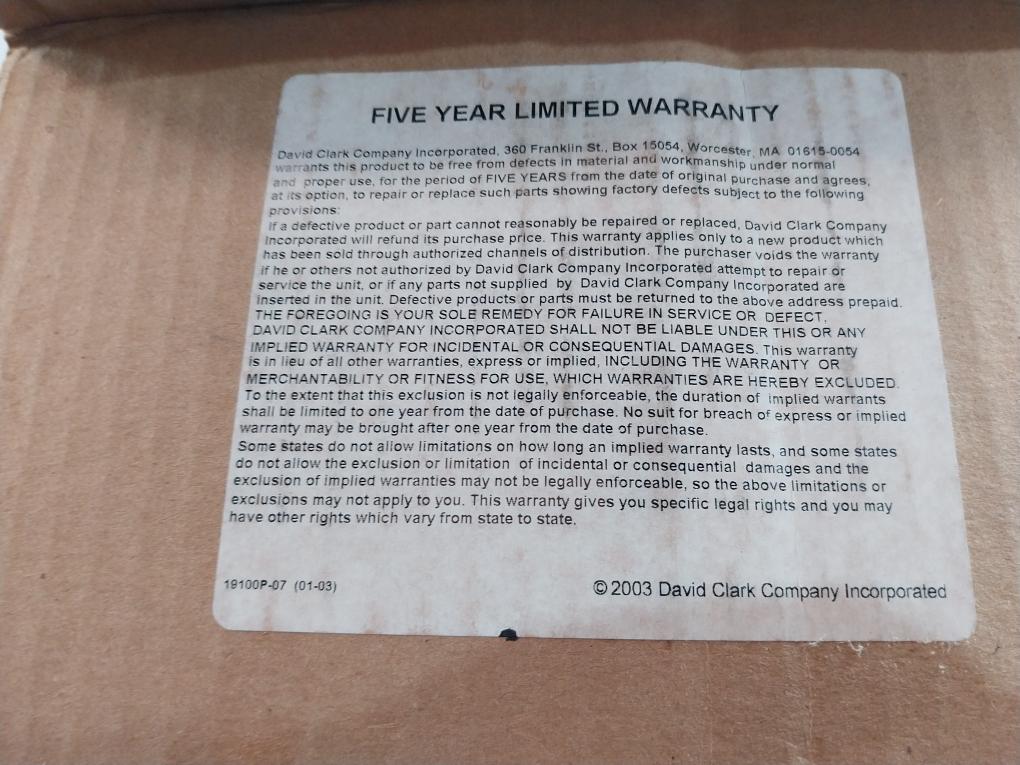 FIVE YEAR LIMITED WARRANTY
David Clark Company Incorporated, 360 Franklin St., Box 15054, Worcester, MA 01615-0054
warrants this product to be free from defects in material and workmanship under normal
and proper use, for the period of FIVE YEARS from the date of original purchase and agrees,
at its option, to repair or replace such parts showing factory defects subject to the following
provisions:
If a defective product or part cannot reasonably be repaired or replaced, David Clark Company
Incorporated will refund its purchase price. This warranty applies only to a new product which
has been sold through authorized channels of distribution. The purchaser voids the warranty
if he or others not authorized by David Clark Company Incorporated attempt to repair or
service the unit, or if any parts not supplied by David Clark Company Incorporated are
inserted in the unit. Defective products or parts must be returned to the above address prepaid.
THE FOREGOING IS YOUR SOLE REMEDY FOR FAILURE IN SERVICE OR DEFECT.
DAVID CLARK COMPANY INCORPORATED SHALL NOT BE LIABLE UNDER THIS OR ANY
IMPLIED WARRANTY FOR INCIDENTAL OR CONSEQUENTIAL DAMAGES. This warranty
is in lieu of all other warranties, express or implied, INCLUDING THE WARRANTY OR
MERCHANTABILITY OR FITNESS FOR USE, WHICH WARRANTIES ARE HEREBY EXCLUDED.
To the extent that this exclusion is not legally enforceable, the duration of implied warrants
shall be limited to one year from the date of purchase. No suit for breach of express or implied
warranty may be brought after one year from the date of purchase.
Some states do not allow limitations on how long an implied warranty lasts, and some states
do not allow the exclusion or limitation of incidental or consequential damages and the
exclusion of implied warranties may not be legally enforceable, so the above limitations or
exclusions may not apply to you. This warranty gives you specific legal rights and you may
have other rights which vary from state to state.
19100P-07 (01-03)
©2003 David Clark Company Incorporated